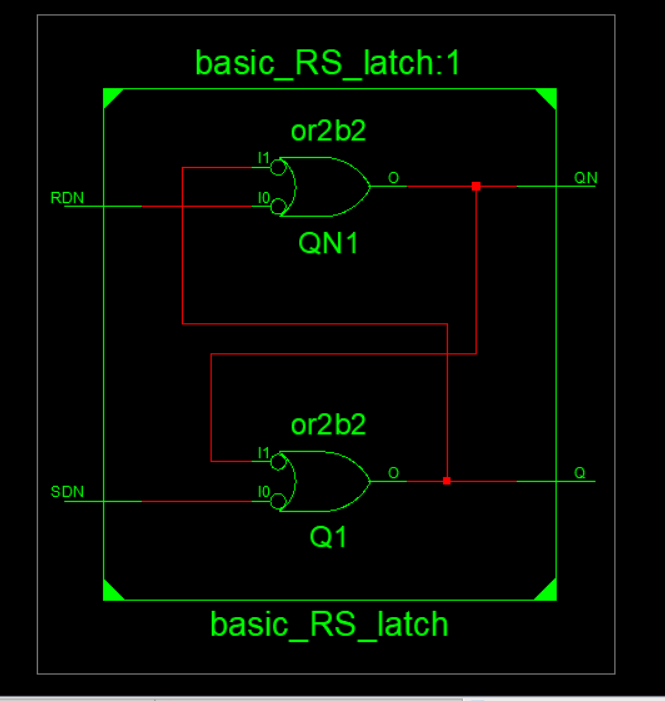 basic_RS_latch:1
or2b2
I1
O
QN
RDN
I0
QN1
or2b2
I1
O
Q
SDN
I0
Q1
basic_RS_latch